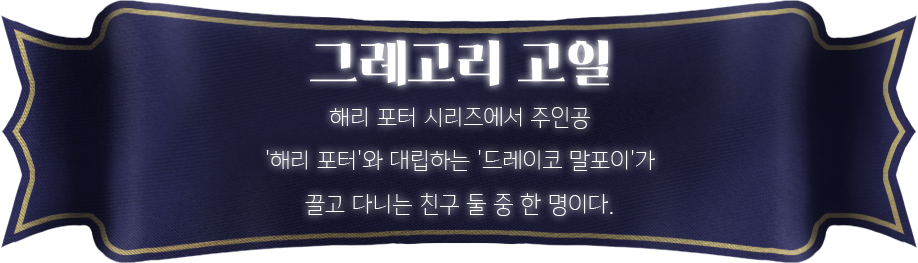 그레고리 고일
해리 포터 시리즈에서 주인공
'해리 포터'와 대립하는 '드레이코 말포이'가
끌고 다니는 친구 둘 중 한 명이다.